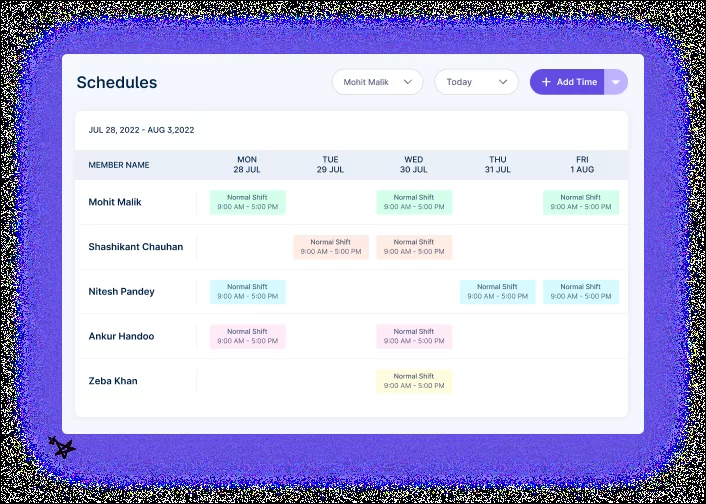 Schedules
Mohit Malik
Today
+ Add Time
JUL 28, 2022 - AUG 3,2022
MEMBER NAME
MON
28 JUL
TUE
29 JUL
WED
30 JUL
THU
31 JUL
FRI
1 AUG
Mohit Malik
Normal Shift
9:00 AM - 5:00 PM
Normal Shift
9:00 AM - 5:00 PM
Normal Shift
9:00 AM - 5:00 PM
Shashikant Chauhan
Normal Shift
9:00 AM - 5:00 PM
Normal Shift
9:00 AM - 5:00 PM
Nitesh Pandey
Normal Shift
9:00 AM - 5:00 PM
Normal Shift
9:00 AM - 5:00 PM
Normal Shift
9:00 AM - 5:00 PM
Ankur Handoo
Normal Shift
9:00 AM - 5:00 PM
Normal Shift
9:00 AM - 5:00 PM
Zeba Khan
Normal Shift
9:00 AM - 5:00 PM